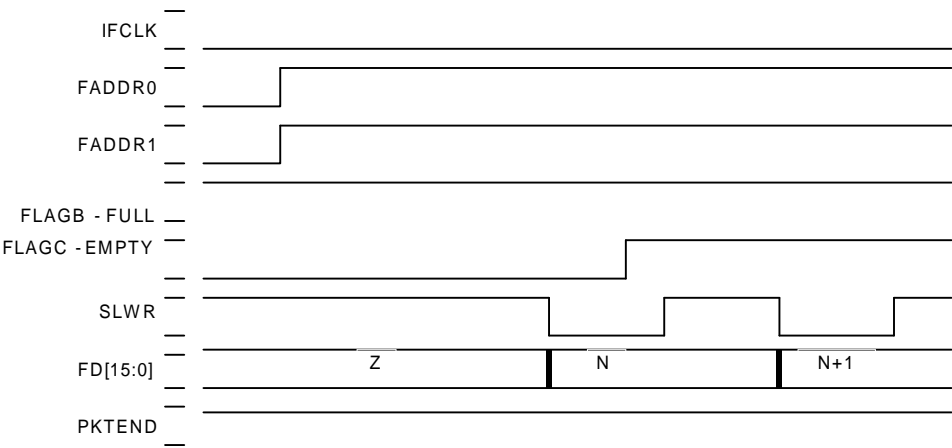 IFCLK
FADDR0
FADDR1
FLAGB - FULL
FLAGC - EMPTY
SLWR
FD[15:0] Z N N+1
PKTEND